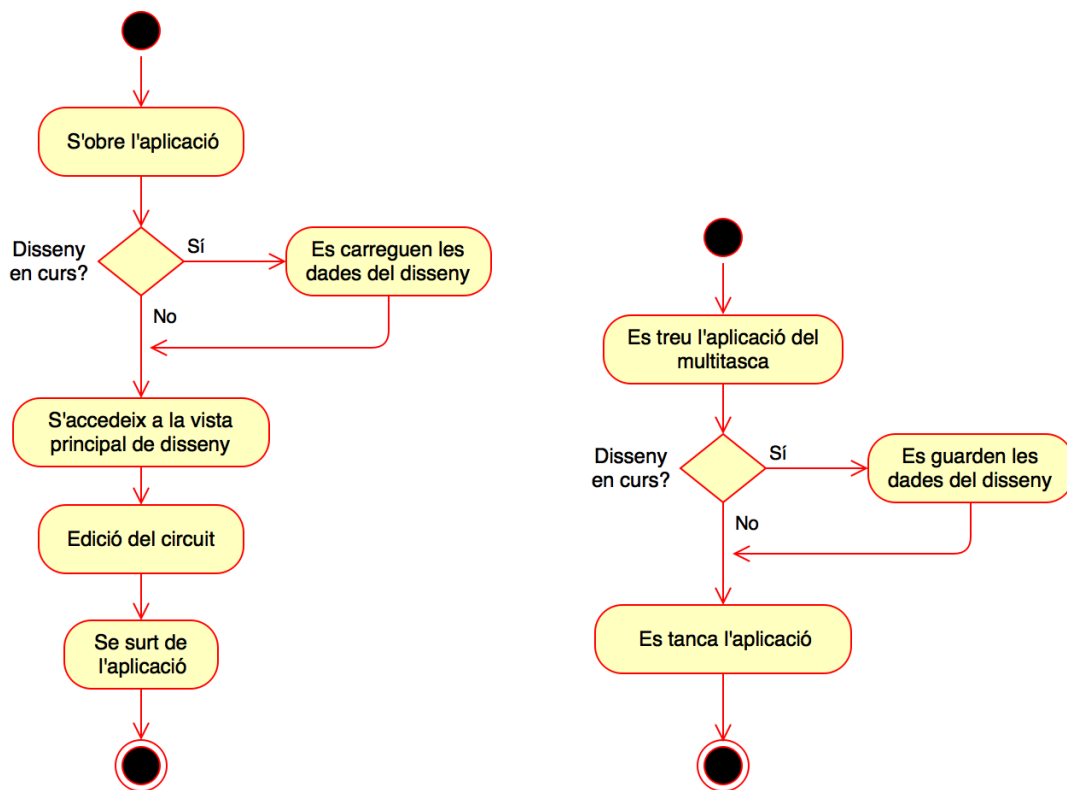 S'obre l'aplicació
Disseny
en curs?
Sí
Es carreguen les
dades del disseny
No
S'accedeix a la vista
principal de disseny
Edició del circuit
Se surt de
l'aplicació
Es treu l'aplicació del
multitasca
Disseny
en curs?
Sí
Es guarden les
dades del disseny
No
Es tanca l'aplicació